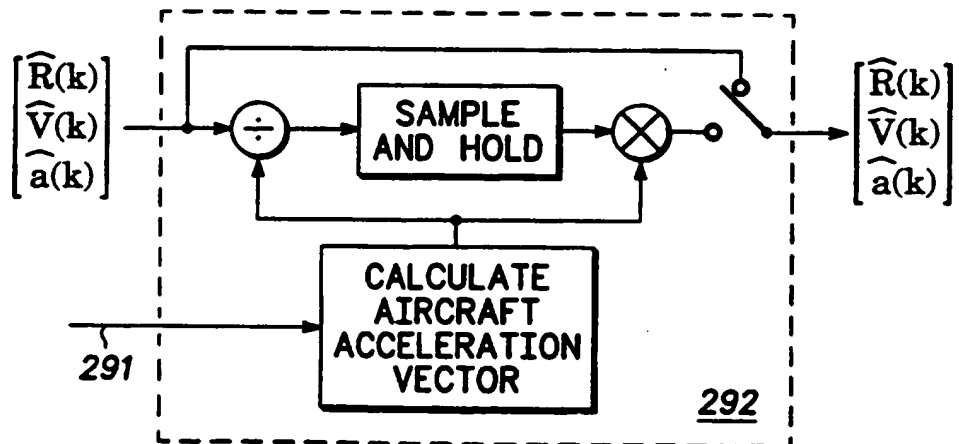 R̂(k)
V̂(k)
â(k)
÷
SAMPLE
AND HOLD
R̂(k)
V̂(k)
â(k)
CALCULATE
AIRCRAFT
ACCELERATION
VECTOR
291
292